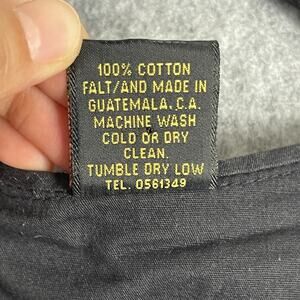 100% COTTON
FALT/AND MADE IN
GUATEMALA, C.A.
MACHINE WASH
COLD OR DRY
CLEAN.
TUMBLE DRY LOW
TEL. 0561349